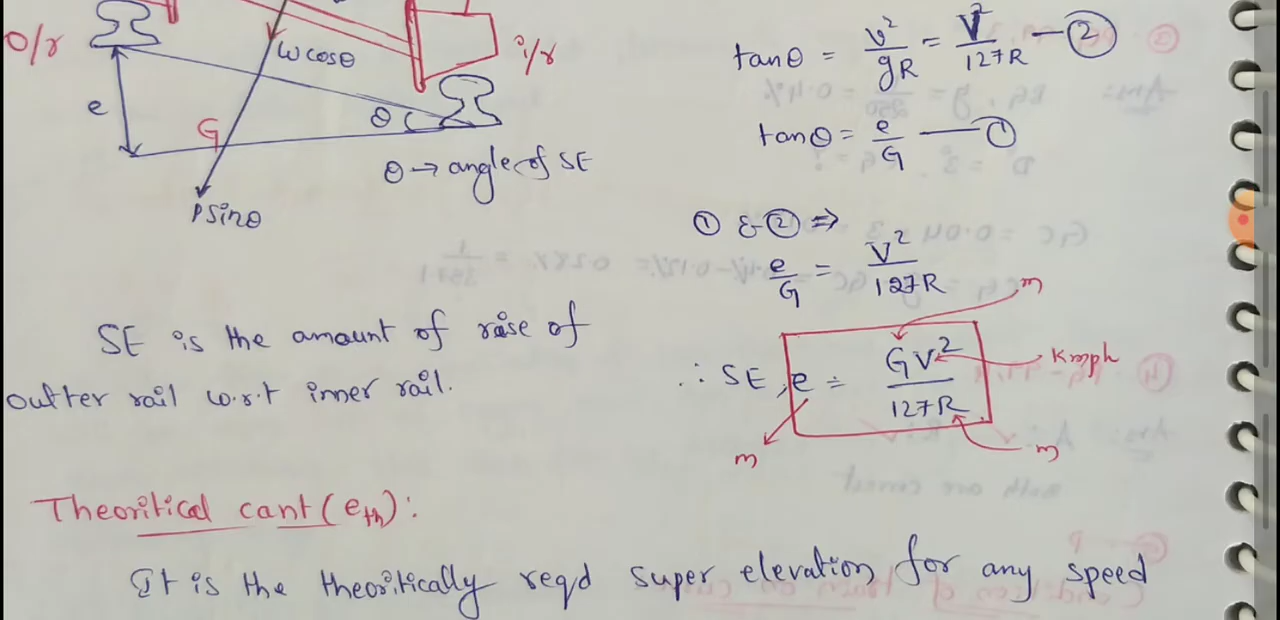 O/r
i/r
W cosθ
e
G
θ
θ → angle of SE
P sinθ
tanθ = v²/gR = V²/127R — ②
tanθ = e/G — ①
① & ② ⇒
e/G = V²/127R
m
SE is the amount of raise of
outter rail w.r.t inner rail.
∴ SE, e = GV²/127R
Kmph
m
m
Theoritical cant (eth):
It is the theoritically reqd super elevation for any speed